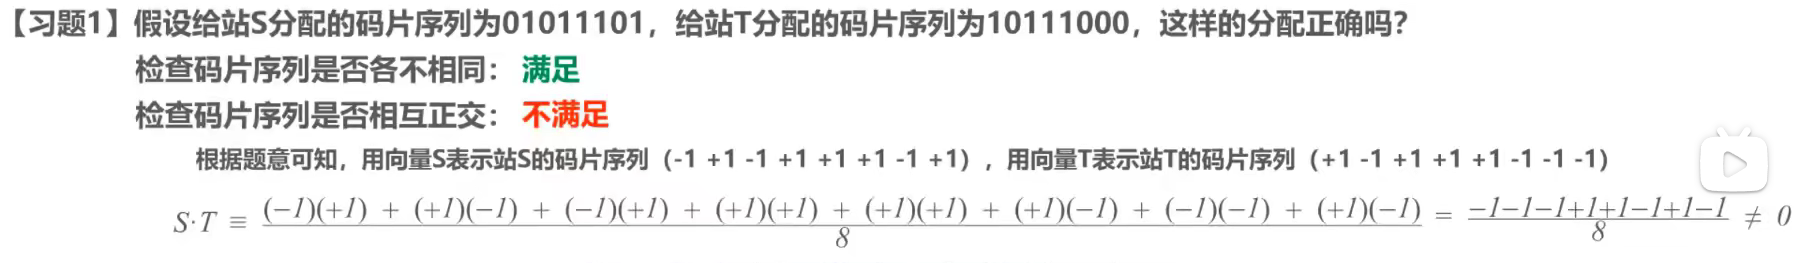 【习题1】假设给站S分配的码片序列为01011101，给站T分配的码片序列为10111000，这样的分配正确吗？
检查码片序列是否各不相同： 满足
检查码片序列是否相互正交： 不满足
根据题意可知，用向量S表示站S的码片序列（-1 +1 -1 +1 +1 +1 -1 +1），用向量T表示站T的码片序列（+1 -1 +1 +1 +1 -1 -1 -1）
S·T ≡ (−1)(+1) + (+1)(−1) + (−1)(+1) + (+1)(+1) + (+1)(+1) + (+1)(−1) + (−1)(−1) + (+1)(−1) / 8 = −1−1−1+1+1−1+1−1 / 8 ≠ 0